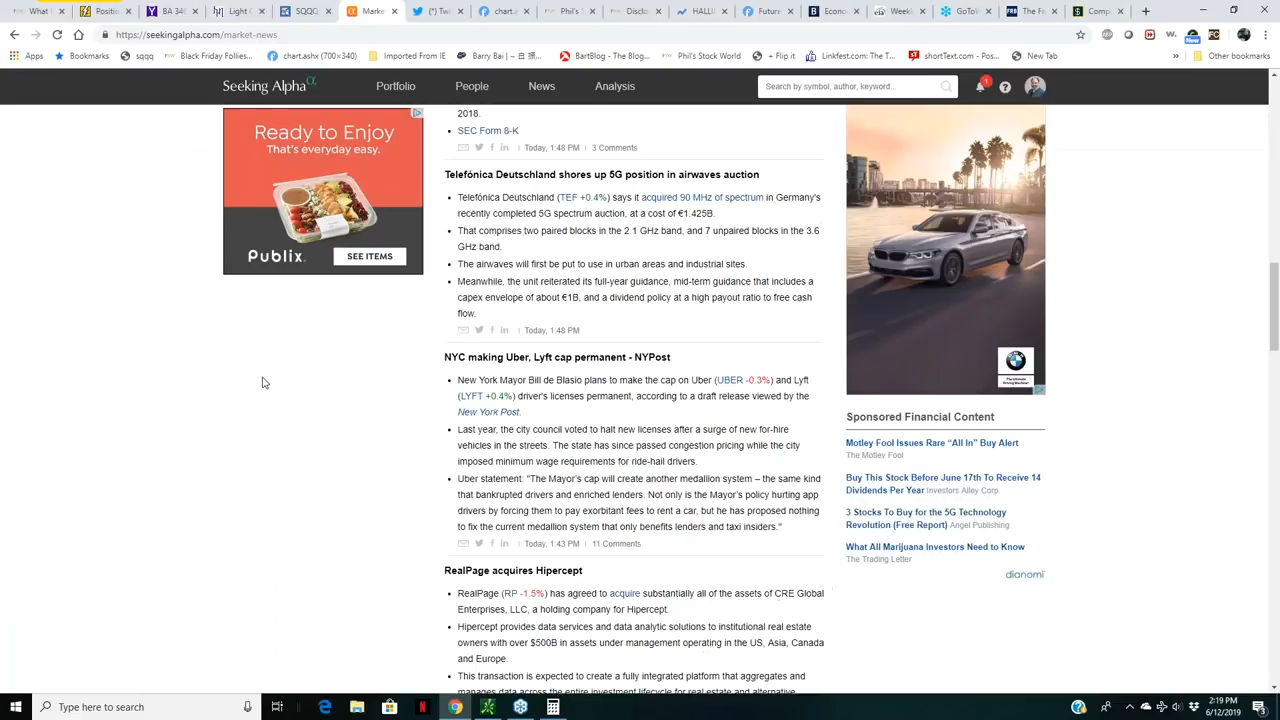 BA 340
Port
(20) Tv
Phil's
HALL!
Future
Econc
Weekl
FRB F
Comp
https://seekingalpha.com/market-news
Apps
Bookmarks
sqqq
Black Friday Follies
chart.ashx (700×340)
Imported From IE
BartBlog - The Blog...
Phil's Stock World
+ Flip it
Linkfest.com: The T...
shortText.com - Pos...
New Tab
»
Other bookmarks
Seeking Alpha α
Portfolio
People
News
Analysis
Search by symbol, author, keyword...
1
Ready to Enjoy
That's everyday easy.
Publix.
SEE ITEMS
2018.
SEC Form 8-K
Today, 1:48 PM
3 Comments
Telefónica Deutschland shores up 5G position in airwaves auction
Telefónica Deutschland (TEF +0.4%) says it acquired 90 MHz of spectrum in Germany's
recently completed 5G spectrum auction, at a cost of €1.425B.
That comprises two paired blocks in the 2.1 GHz band, and 7 unpaired blocks in the 3.6
GHz band.
The airwaves will first be put to use in urban areas and industrial sites.
Meanwhile, the unit reiterated its full-year guidance, mid-term guidance that includes a
capex envelope of about €1B, and a dividend policy at a high payout ratio to free cash
flow.
Today, 1:48 PM
NYC making Uber, Lyft cap permanent - NYPost
New York Mayor Bill de Blasio plans to make the cap on Uber (UBER -0.3%) and Lyft
(LYFT +0.4%) driver's licenses permanent, according to a draft release viewed by the
New York Post.
Last year, the city council voted to halt new licenses after a surge of new for-hire
vehicles in the streets. The state has since passed congestion pricing while the city
imposed minimum wage requirements for ride-hail drivers.
Uber statement: "The Mayor's cap will create another medallion system – the same kind
that bankrupted drivers and enriched lenders. Not only is the Mayor's policy hurting app
drivers by forcing them to pay exorbitant fees to rent a car, but he has proposed nothing
to fix the current medallion system that only benefits lenders and taxi insiders."
Today, 1:43 PM
11 Comments
RealPage acquires Hipercept
RealPage (RP -1.5%) has agreed to acquire substantially all of the assets of CRE Global
Enterprises, LLC, a holding company for Hipercept.
Hipercept provides data services and data analytic solutions to institutional real estate
owners with over $500B in assets under management operating in the US, Asia, Canada
and Europe.
This transaction is expected to create a fully integrated platform that aggregates and
manages data across the entire investment lifecycle for real estate and alternative
BMW
Sponsored Financial Content
Motley Fool Issues Rare “All In” Buy Alert
The Motley Fool
Buy This Stock Before June 17th To Receive 14
Dividends Per Year Investors Alley Corp.
3 Stocks To Buy for the 5G Technology
Revolution (Free Report) Angel Publishing
What All Marijuana Investors Need to Know
The Trading Letter
dianomi
Type here to search
2:19 PM
6/12/2019